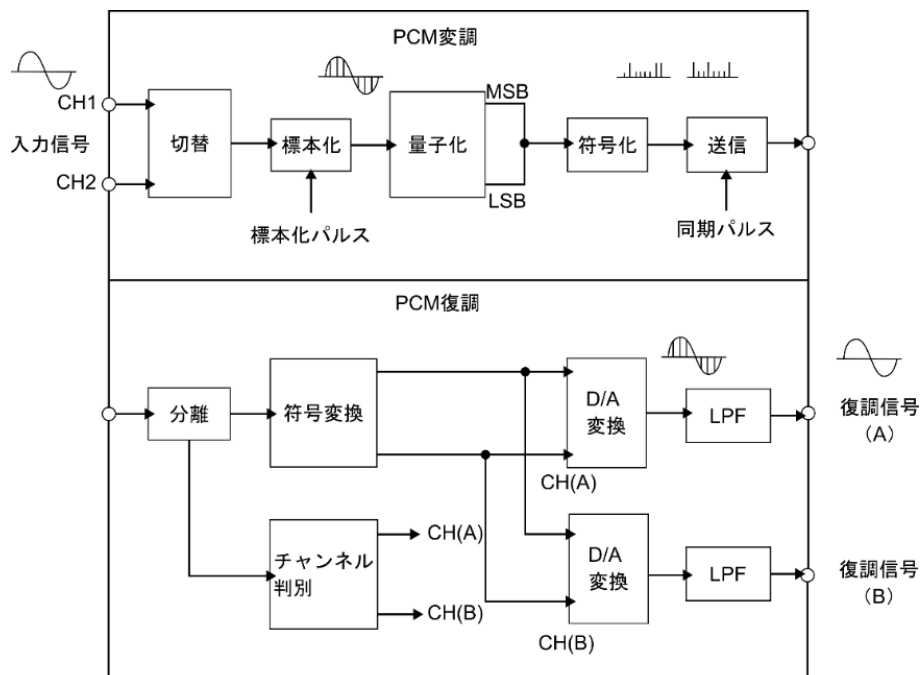 PCM変調
CH1
入力信号
CH2
切替
標本化
標本化パルス
量子化
MSB
LSB
符号化
送信
同期パルス
PCM復調
分離
符号変換
チャンネル
判別
CH(A)
CH(B)
D/A
変換
CH(A)
LPF
復調信号
(A)
D/A
変換
CH(B)
LPF
復調信号
(B)